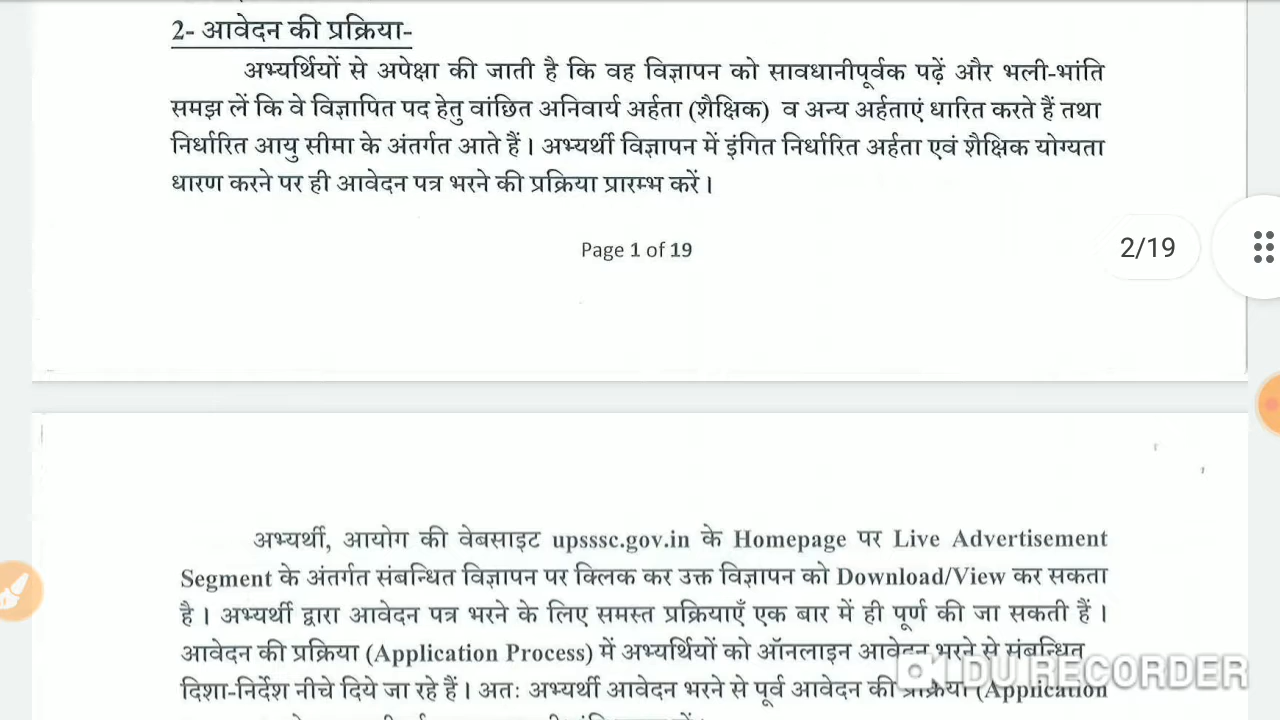 2- आवेदन की प्रक्रिया-
अभ्यर्थियों से अपेक्षा की जाती है कि वह विज्ञापन को सावधानीपूर्वक पढ़ें और भली-भांति
समझ लें कि वे विज्ञापित पद हेतु वांछित अनिवार्य अर्हता (शैक्षिक) व अन्य अर्हताएं धारित करते हैं तथा
निर्धारित आयु सीमा के अंतर्गत आते हैं। अभ्यर्थी विज्ञापन में इंगित निर्धारित अर्हता एवं शैक्षिक योग्यता
धारण करने पर ही आवेदन पत्र भरने की प्रक्रिया प्रारम्भ करें।
Page 1 of 19
2/19
अभ्यर्थी, आयोग की वेबसाइट upsssc.gov.in के Homepage पर Live Advertisement
Segment के अंतर्गत संबन्धित विज्ञापन पर क्लिक कर उक्त विज्ञापन को Download/View कर सकता
है। अभ्यर्थी द्वारा आवेदन पत्र भरने के लिए समस्त प्रक्रियाएँ एक बार में ही पूर्ण की जा सकती हैं।
आवेदन की प्रक्रिया (Application Process) में अभ्यर्थियों को ऑनलाइन आवेदन भरने से संबन्धित
दिशा-निर्देश नीचे दिये जा रहे हैं। अतः अभ्यर्थी आवेदन भरने से पूर्व आवेदन की प्रक्रिया (Application
DU RECORDER